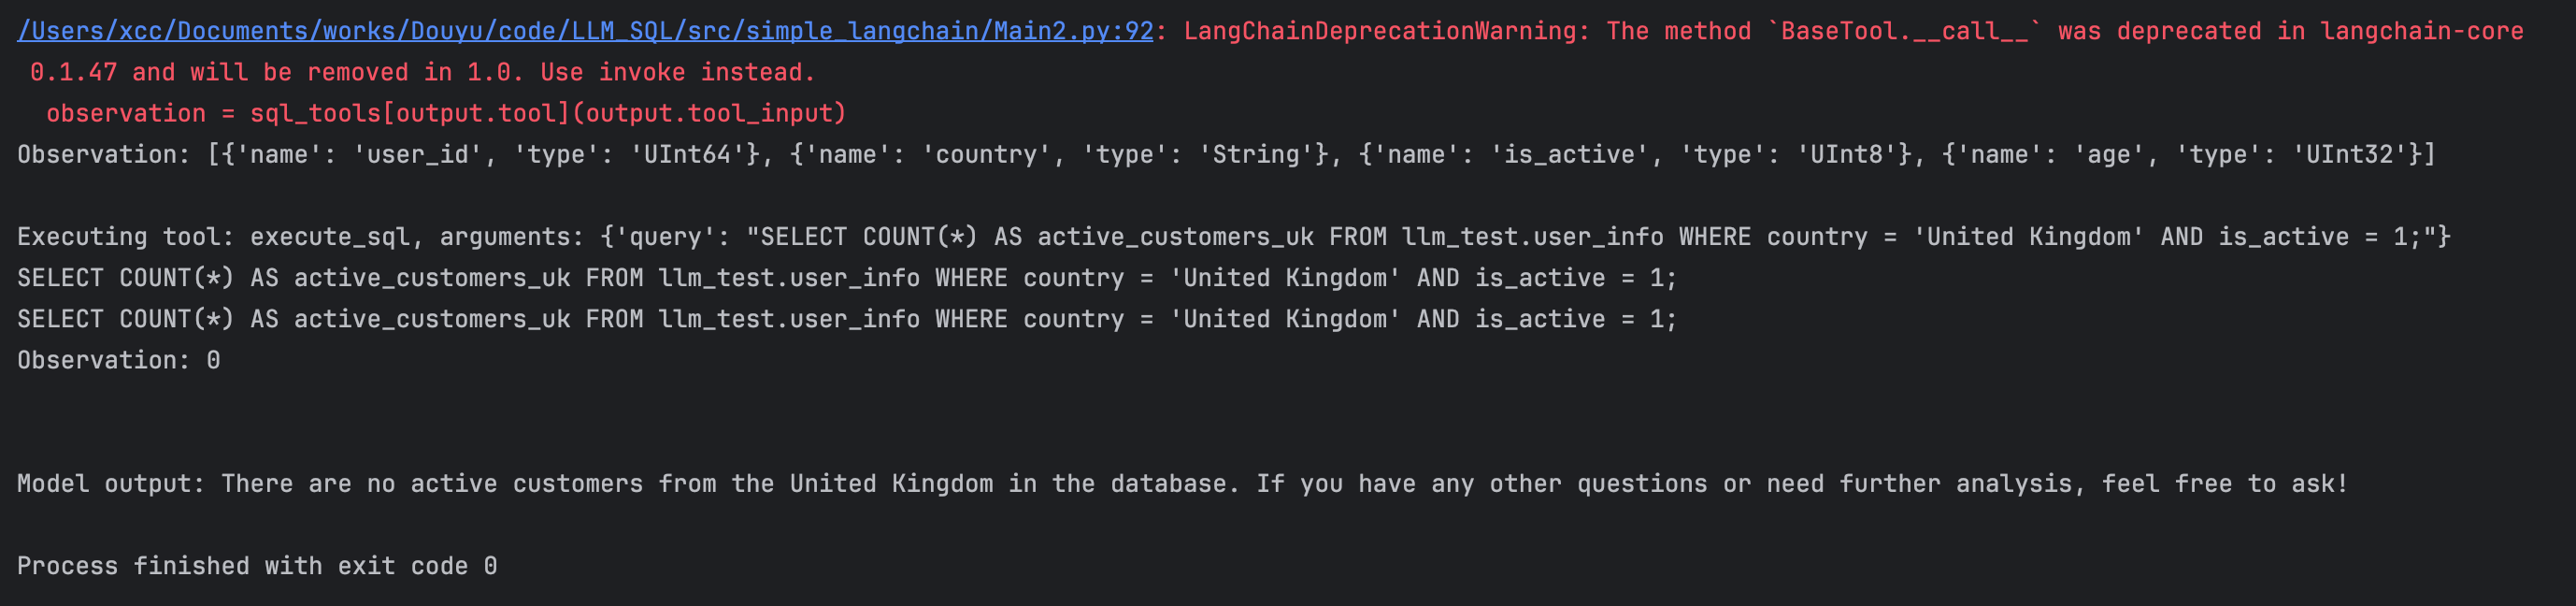 /Users/xcc/Documents/works/Douyu/code/LLM_SQL/src/simple_langchain/Main2.py:92: LangChainDeprecationWarning: The method `BaseTool.__call__` was deprecated in langchain-core
0.1.47 and will be removed in 1.0. Use invoke instead.
observation = sql_tools[output.tool](output.tool_input)
Observation: [{'name': 'user_id', 'type': 'UInt64'}, {'name': 'country', 'type': 'String'}, {'name': 'is_active', 'type': 'UInt8'}, {'name': 'age', 'type': 'UInt32'}]
Executing tool: execute_sql, arguments: {'query': "SELECT COUNT(*) AS active_customers_uk FROM llm_test.user_info WHERE country = 'United Kingdom' AND is_active = 1;"}
SELECT COUNT(*) AS active_customers_uk FROM llm_test.user_info WHERE country = 'United Kingdom' AND is_active = 1;
SELECT COUNT(*) AS active_customers_uk FROM llm_test.user_info WHERE country = 'United Kingdom' AND is_active = 1;
Observation: 0
Model output: There are no active customers from the United Kingdom in the database. If you have any other questions or need further analysis, feel free to ask!
Process finished with exit code 0